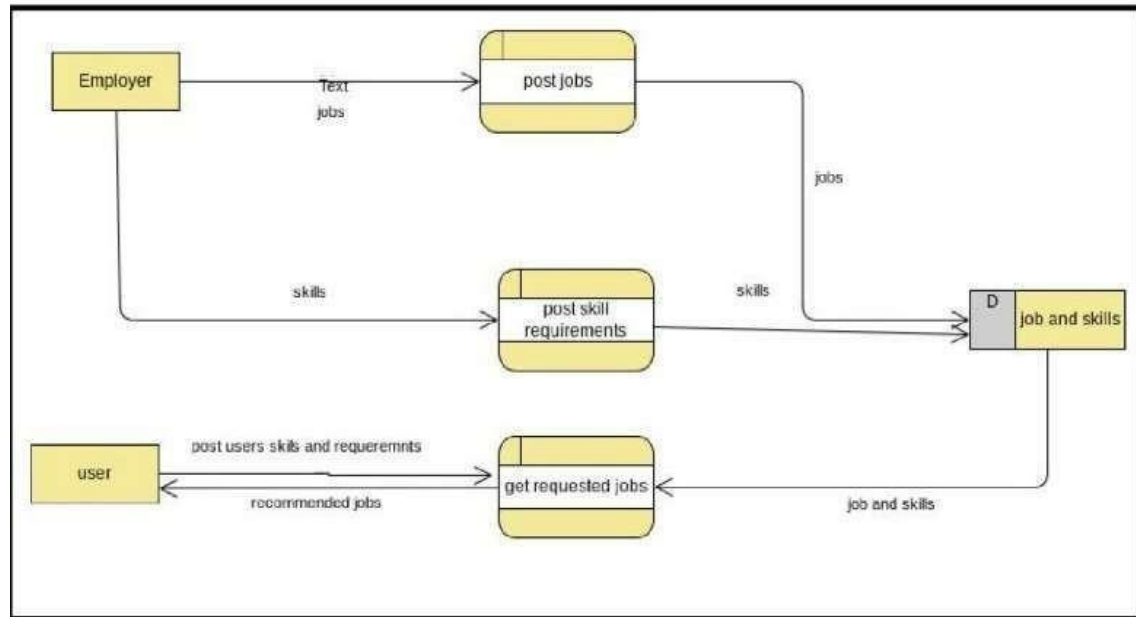 Employer
Text
jobs
post jobs
jobs
skills
post skill
requirements
skills
D
job and skills
user
post users skils and requeremnts
recommended jobs
get requested jobs
job and skills